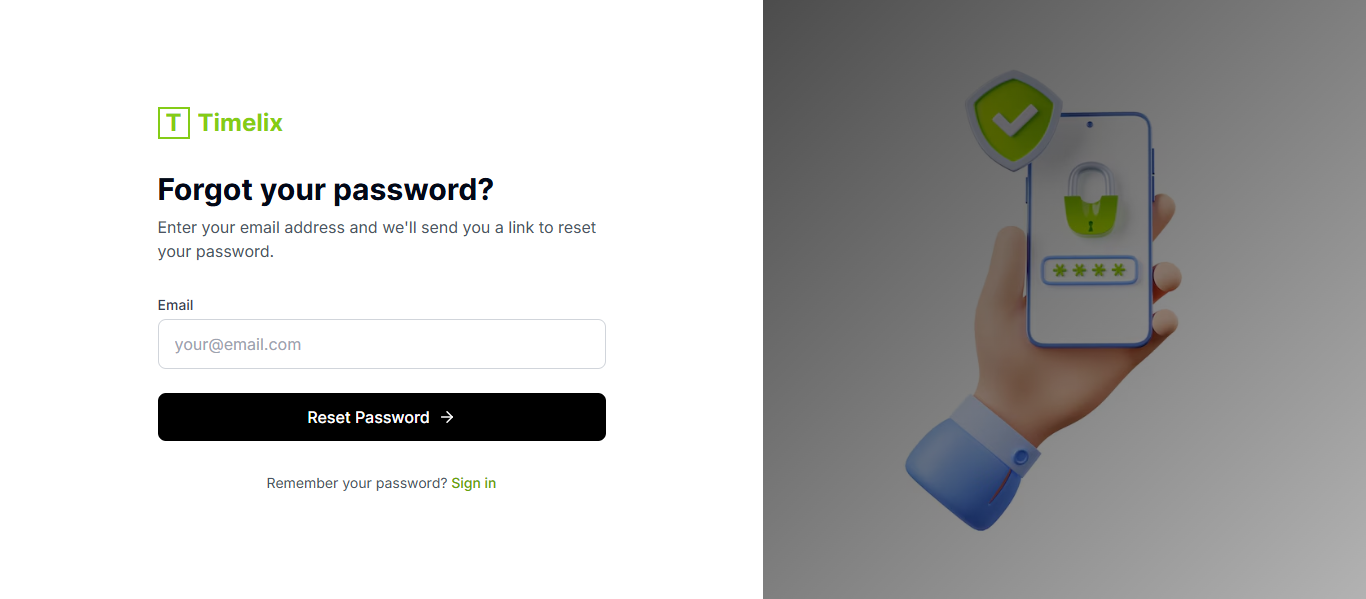 T Timelix
Forgot your password?
Enter your email address and we'll send you a link to reset
your password.
Email
your@email.com
Reset Password →
Remember your password? Sign in
****